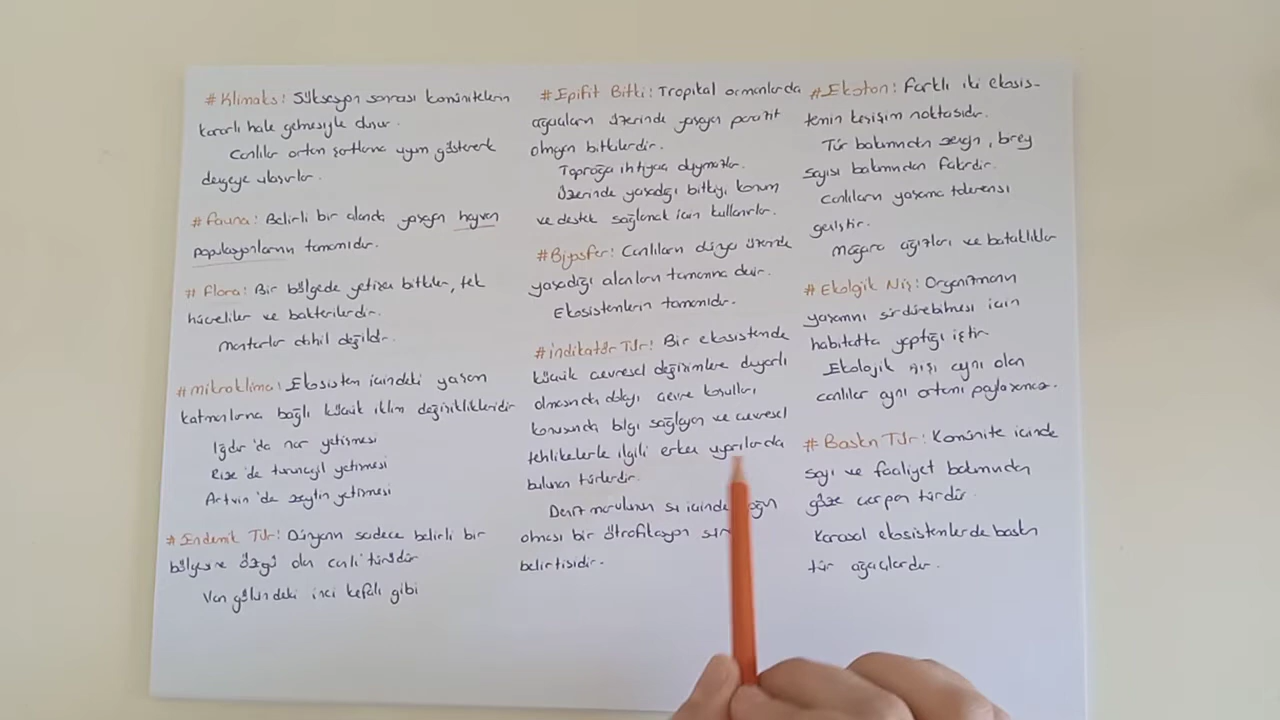 #Klimaks: Süksesyon sonrası komünitelerin
kararlı hale gelmesiyle oluşur.
Canlılar ortam şartlarına uyum göstererek
dengeye ulaşırlar.
#Fauna: Belirli bir alanda yaşayan hayvan
populasyonlarının tamamıdır.
#Flora: Bir bölgede yetişen bitkiler, tek
hücreliler ve bakterilerdir.
Mantarlar dahil değildir.
#Mikroklima: Ekosistem içindeki yaşam
katmanlarına bağlı küçük iklim değişiklikleridir
Iğdır'da nar yetişmesi
Rize'de turunçgil yetişmesi
Artvin'de zeytin yetişmesi
#Endemik Tür: Dünyanın sadece belirli bir
bölgesine özgü olan canlı türüdür
Van gölündeki inci kefali gibi
#Epifit Bitki: Tropikal ormanlarda
ağaçların üzerinde yaşayan parazit
olmayan bitkilerdir.
Toprağa ihtiyaç duymazlar.
Üzerinde yaşadığı bitkiyi, konum
ve destek sağlamak için kullanırlar.
#Biyosfer: Canlıların dünya üzerinde
yaşadığı alanların tamamına denir.
Ekosistemlerin tamamıdır.
#İndikatör Tür: Bir ekosistemde
küçük çevresel değişimlere duyarlı
olmasından dolayı çevre koşulları
konusunda bilgi sağlayan ve çevresel
tehlikelerle ilgili erken uyarılarda
bulunan türlerdir.
Deniz marulunun su içinde
olması bir ötrofikasyon
belirtisidir.
#Ekoton: Farklı iki ekosis-
temin kesişim noktasıdır.
Tür bakımından zengin, birey
sayısı bakımından fakirdir.
Canlıların yaşama toleransı
geniştir.
Mağara ağızları ve bataklıklar
#Ekolojik Niş: Organizmanın
yaşamını sürdürebilmesi için
habitatta yaptığı iştir.
Ekolojik nişi aynı olan
canlılar aynı ortamı paylaşamaz.
#Baskın Tür: Komünite içinde
sayı ve faaliyet bakımından
göze çarpan türdür.
Karasal ekosistemlerde baskın
tür ağaçlardır.